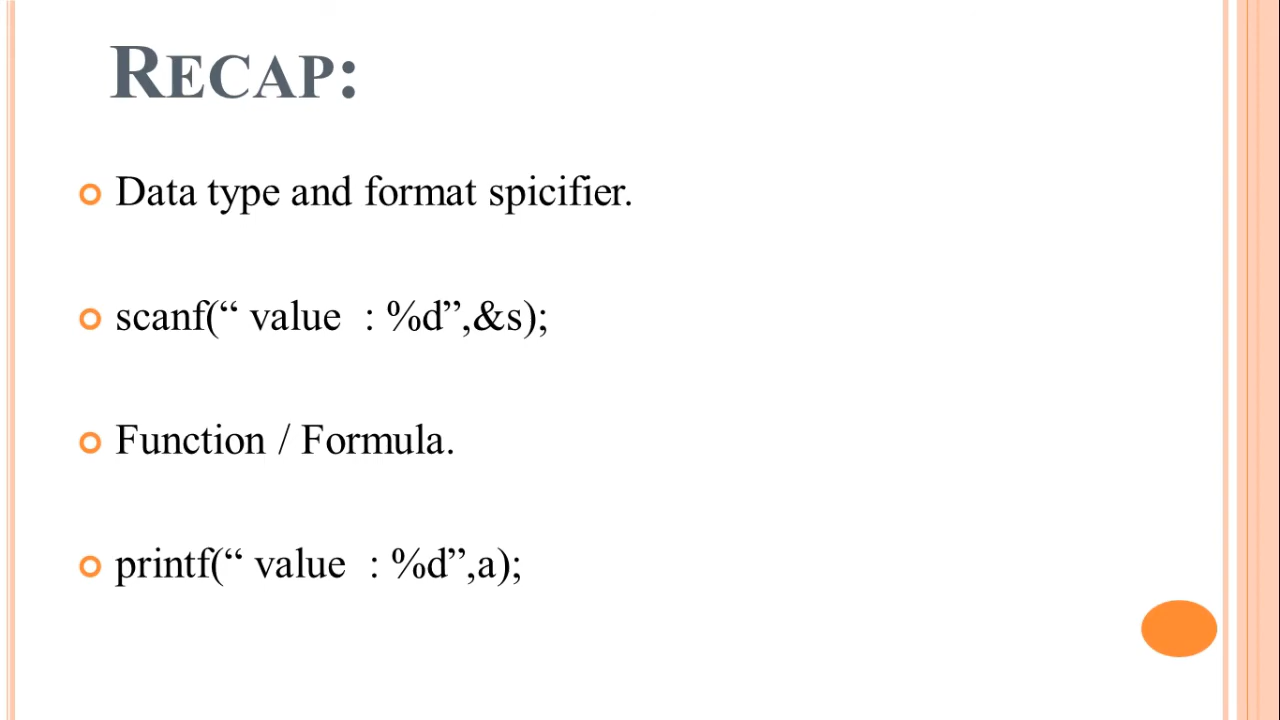 RECAP:
Data type and format spicifier.
scanf(“ value  : %d”,&s);
Function / Formula.
printf(“ value  : %d”,a);